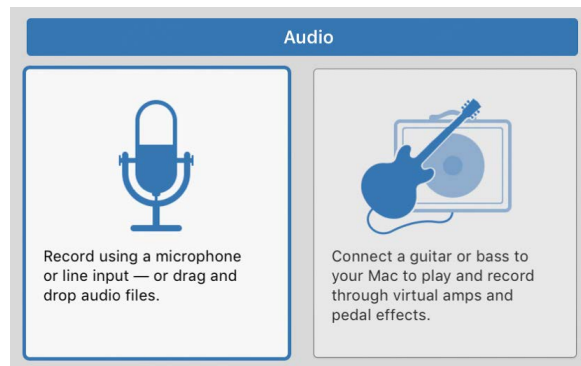 Audio
Record using a microphone
or line input — or drag and
drop audio files.
Connect a guitar or bass to
your Mac to play and record
through virtual amps and
pedal effects.